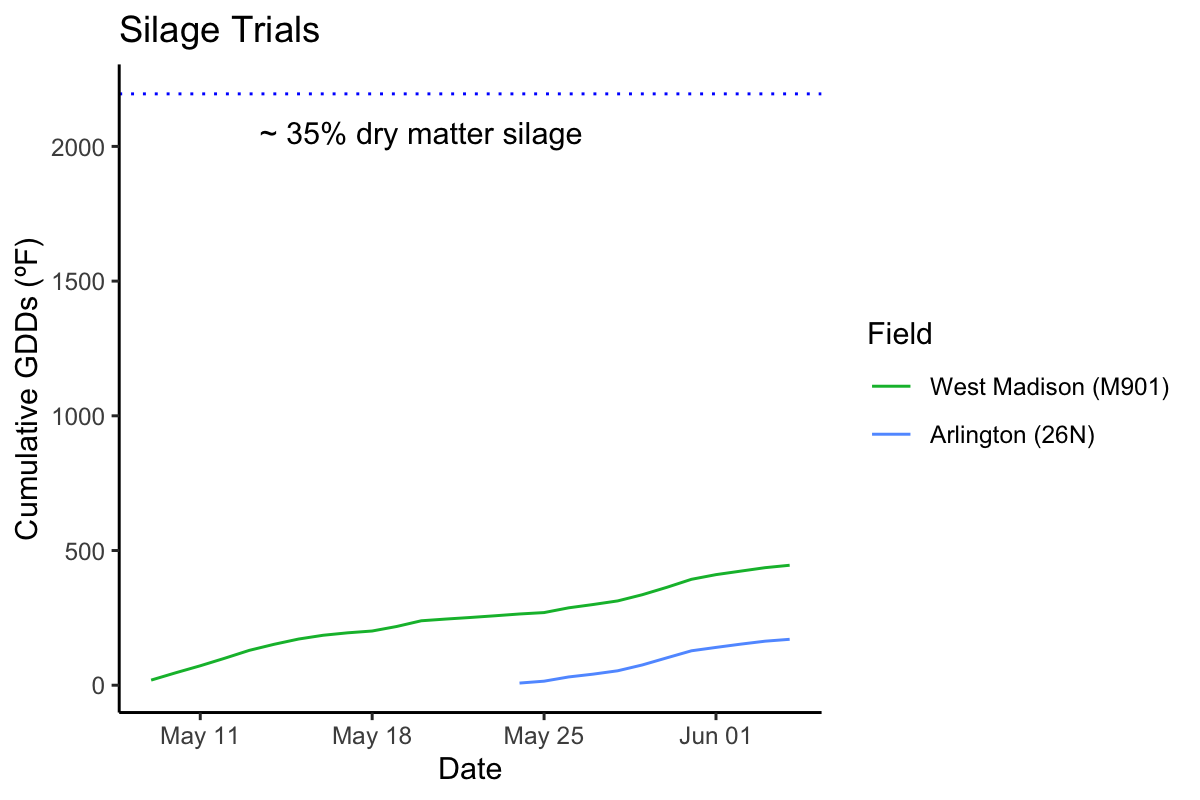 Silage Trials
~ 35% dry matter silage
Cumulative GDDs (ºF)
2000
1500
1000
500
0
May 11
May 18
May 25
Jun 01
Date
Field
West Madison (M901)
Arlington (26N)